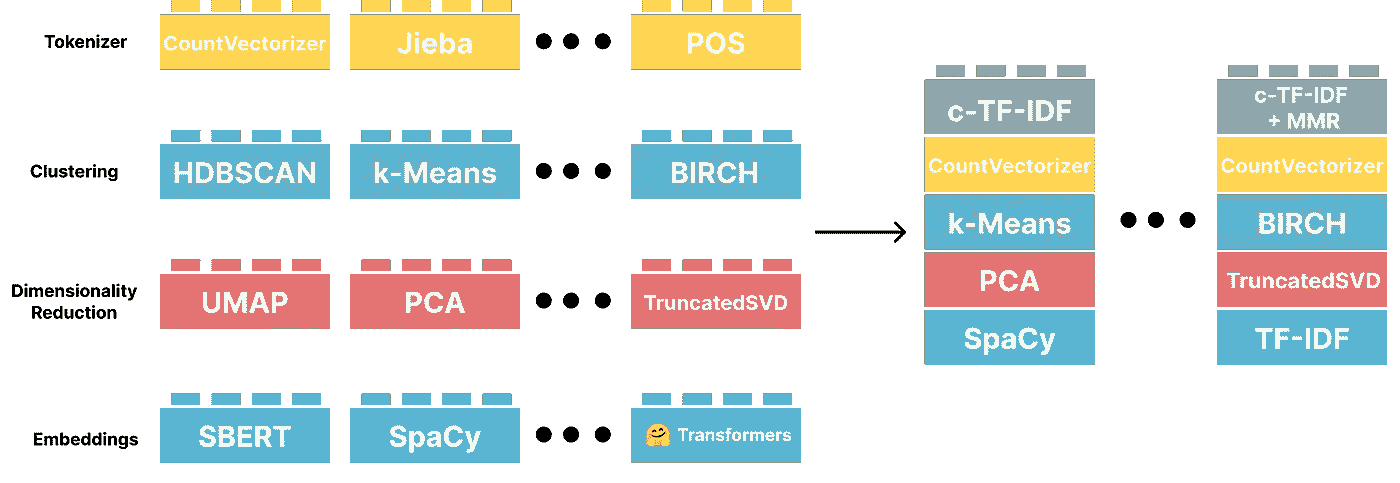 Tokenizer
CountVectorizer
Jieba
POS
Clustering
HDBSCAN
k-Means
BIRCH
Dimensionality
Reduction
UMAP
PCA
TruncatedSVD
Embeddings
SBERT
SpaCy
🤗 Transformers
c-TF-IDF
CountVectorizer
k-Means
PCA
SpaCy
c-TF-IDF
+ MMR
CountVectorizer
BIRCH
TruncatedSVD
TF-IDF